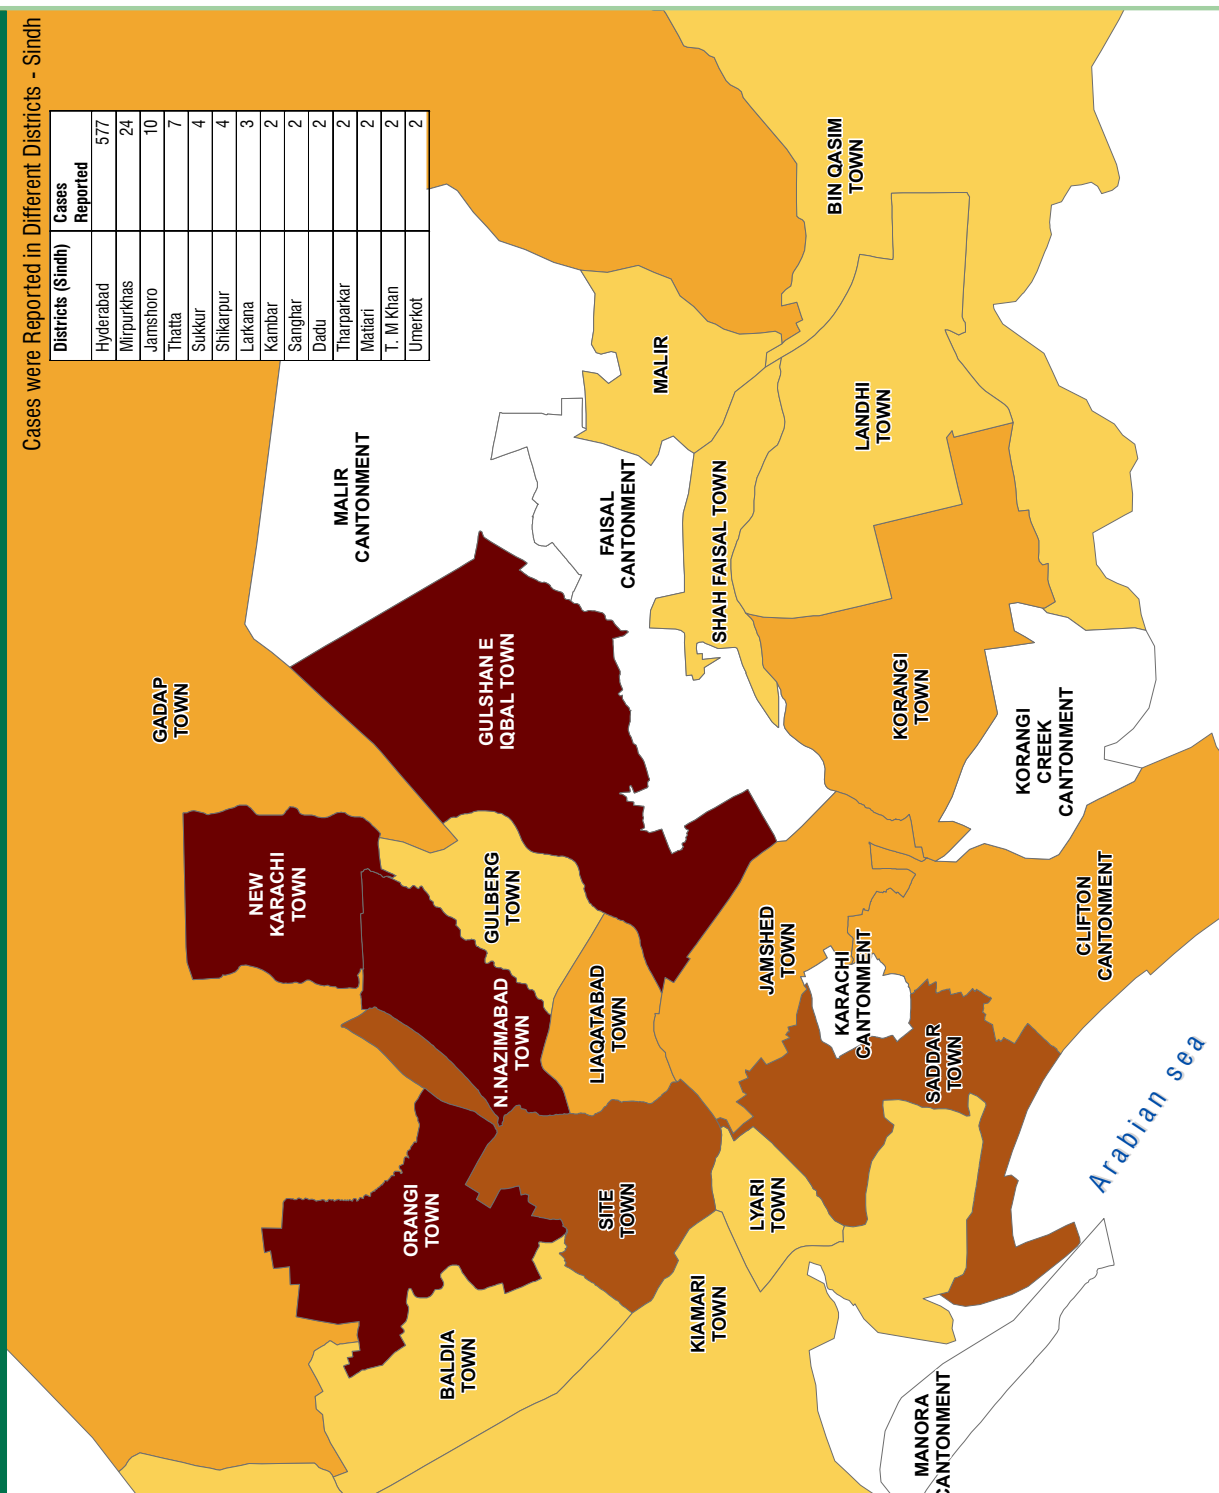 Cases were Reported in Different Districts - Sindh
Districts (Sindh) Cases Reported
Hyderabad 577
Mirpurkhas 24
Jamshoro 10
Thatta 7
Sukkur 4
Shikarpur 4
Larkana 3
Kambar 2
Sanghar 2
Dadu 2
Tharparkar 2
Matiari 2
T. M Khan 2
Umerkot 2
GADAP
TOWN
MALIR
CANTONMENT
NEW
KARACHI
TOWN
GULSHAN E
IQBAL TOWN
FAISAL
CANTONMENT
MALIR
BIN QASIM
TOWN
LANDHI
TOWN
SHAH FAISAL TOWN
KORANGI
TOWN
KORANGI
CREEK
CANTONMENT
GULBERG
TOWN
N.NAZIMABAD
TOWN
LIAQATABAD
TOWN
JAMSHED
TOWN
KARACHI
CANTONMENT
CLIFTON
CANTONMENT
SADDAR
TOWN
ORANGI
TOWN
SITE
TOWN
LYARI
TOWN
BALDIA
TOWN
KIAMARI
TOWN
MANORA
CANTONMENT
Arabian sea